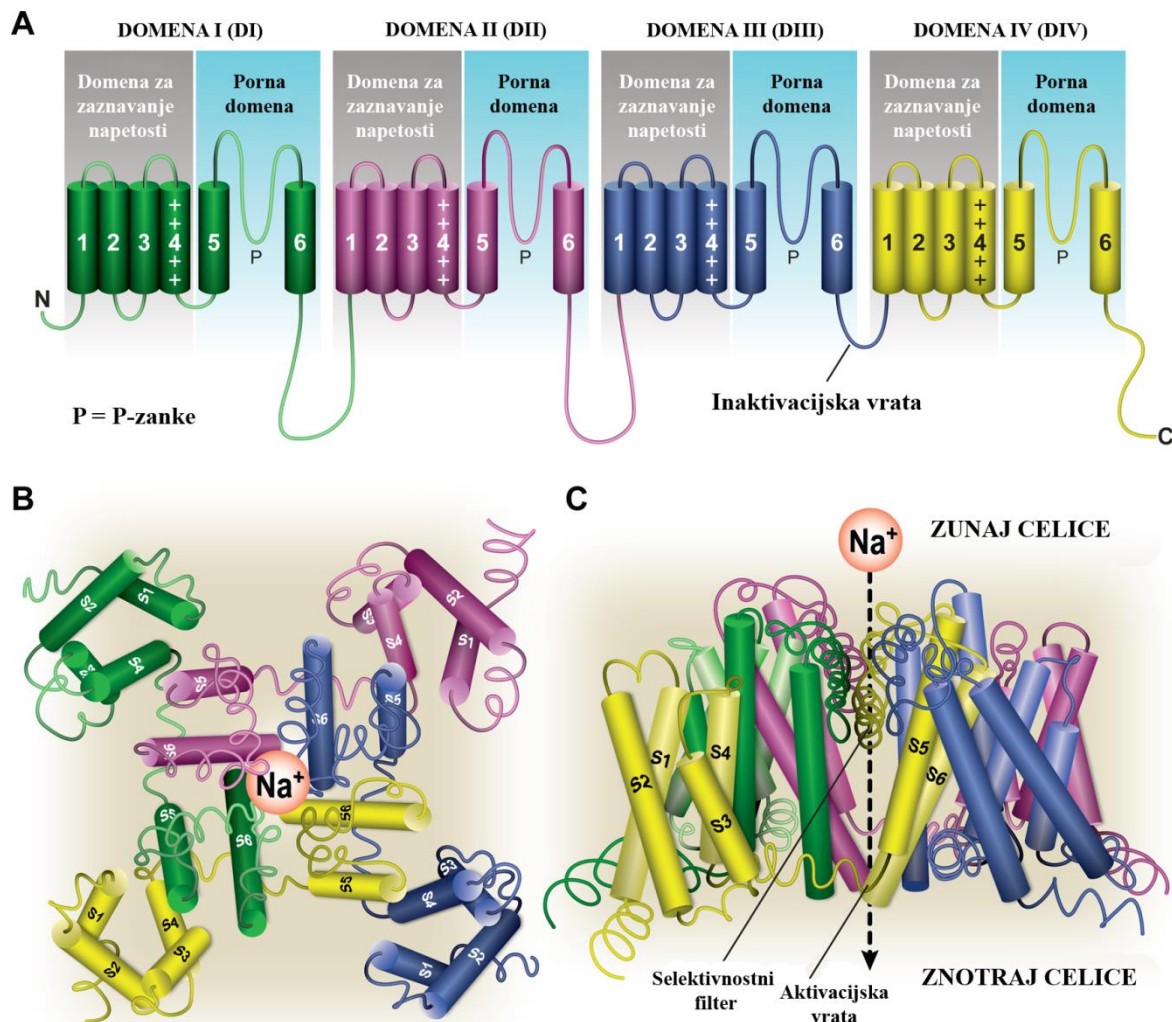 A
DOMENA I (DI)
DOMENA II (DII)
DOMENA III (DIII)
DOMENA IV (DIV)
Domena za
zaznavanje
napetosti
Porna
domena
Domena za
zaznavanje
napetosti
Porna
domena
Domena za
zaznavanje
napetosti
Porna
domena
Domena za
zaznavanje
napetosti
Porna
domena
1 2 3 ++4++ 5 P 6
1 2 3 ++4++ 5 P 6
1 2 3 ++4++ 5 P 6
1 2 3 ++4++ 5 P 6
N
P = P-zanke
Inaktivacijska vrata
C
B
S2
S1
S3
S4
S5
S6
S3
S4
S2
S1
S6
S5
Na⁺
S5
S6
S6
S5
S1
S2
S4
S3
S3
S4
S1
S2
C
Na⁺
ZUNAJ CELICE
S1
S2
S4
S3
S5
S6
Selektivnostni
filter
Aktivacijska
vrata
ZNOTRAJ CELICE